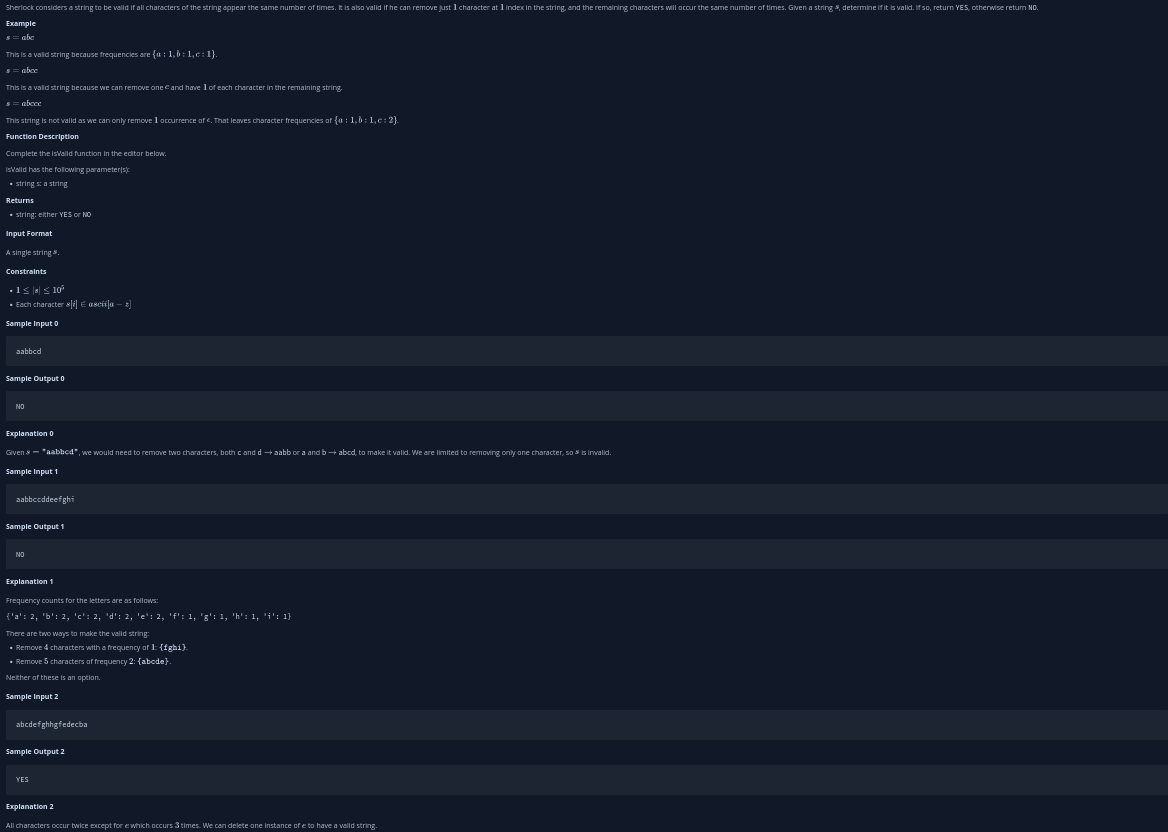 Sherlock considers a string to be valid if all characters of the string appear the same number of times. It is also valid if he can remove just 1 character at 1 index in the string, and the remaining characters will occur the same number of times. Given a string s, determine if it is valid. If so, return YES, otherwise return NO.
Example
s = abc
This is a valid string because frequencies are {a : 1, b : 1, c : 1}.
s = abcc
This is a valid string because we can remove one c and have 1 of each character in the remaining string.
s = abccc
This string is not valid as we can only remove 1 occurrence of c. That leaves character frequencies of {a : 1, b : 1, c : 2}.
Function Description
Complete the isValid function in the editor below.
isValid has the following parameter(s):
• string s: a string
Returns
• string: either YES or NO
Input Format
A single string s.
Constraints
• 1 ≤ |s| ≤ 10^5
• Each character s[i] ∈ ascii[a − z]
Sample Input 0
aabbcd
Sample Output 0
NO
Explanation 0
Given s = "aabbcd", we would need to remove two characters, both c and d → aabb or a and b → abcd, to make it valid. We are limited to removing only one character, so s is invalid.
Sample Input 1
aabbccddeefghi
Sample Output 1
NO
Explanation 1
Frequency counts for the letters are as follows:
{'a': 2, 'b': 2, 'c': 2, 'd': 2, 'e': 2, 'f': 1, 'g': 1, 'h': 1, 'i': 1}
There are two ways to make the valid string:
• Remove 4 characters with a frequency of 1: {fghi}.
• Remove 5 characters of frequency 2: {abcde}.
Neither of these is an option.
Sample Input 2
abcdefghhgfedecba
Sample Output 2
YES
Explanation 2
All characters occur twice except for e which occurs 3 times. We can delete one instance of e to have a valid string.